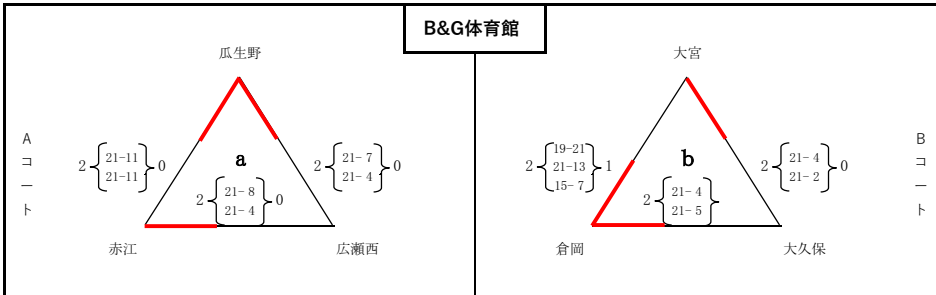 B&G体育館
瓜生野
大宮
Aコート
2 21-11 0
21-11
a
2 21-7 0
21-4
2 21-8 0
21-4
赤江
広瀬西
2 19-21 1
21-13
15-7
b
2 21-4 0
21-2
2 21-4
21-5
倉岡
大久保
Bコート